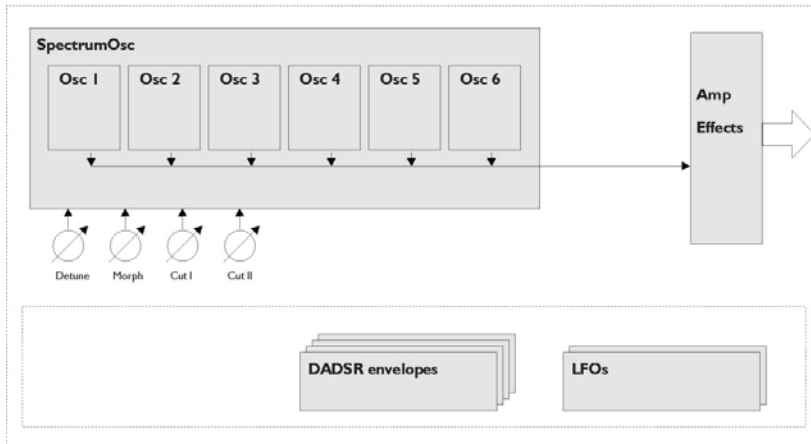 SpectrumOsc
Osc 1 Osc 2 Osc 3 Osc 4 Osc 5 Osc 6
Amp
Effects
Detune Morph Cut I Cut II
DADSR envelopes LFOs